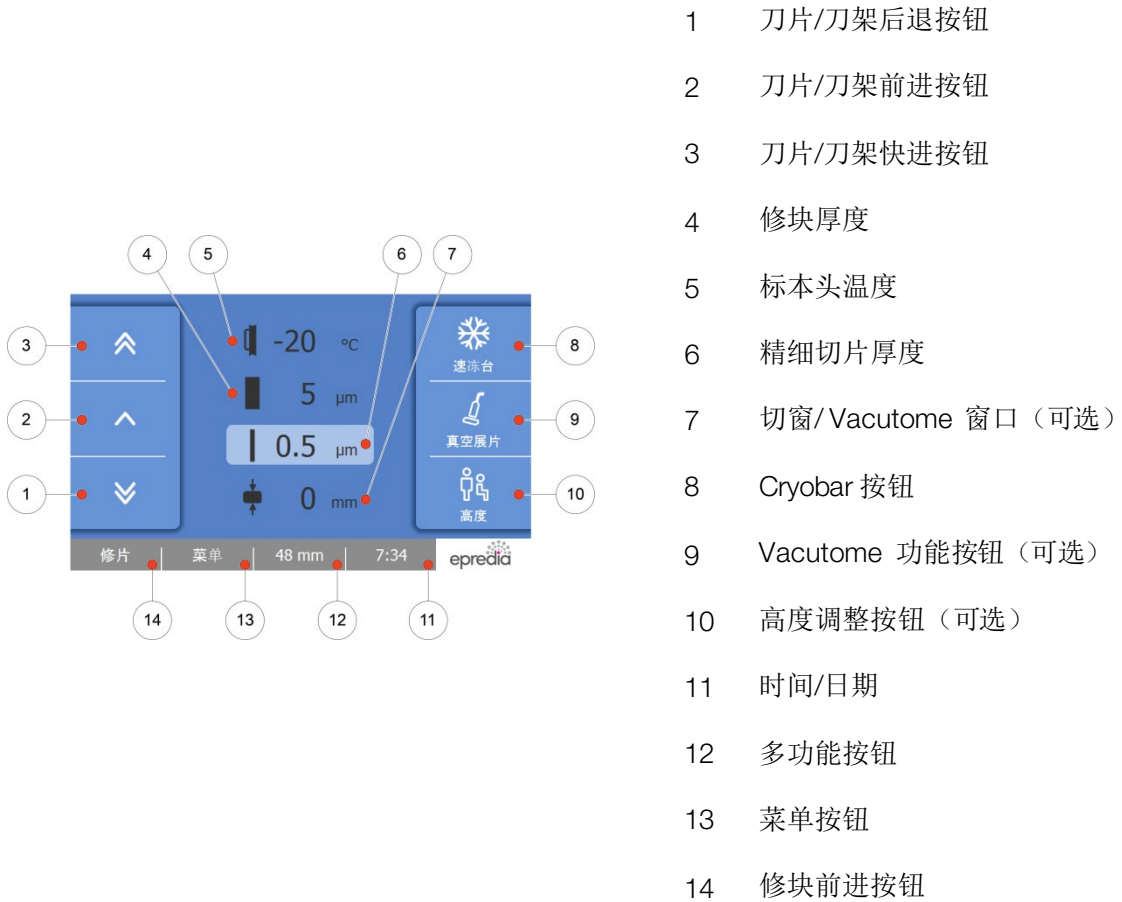 4 5 6 7
3 2 1
-20 °C
5 µm
0.5 µm
0 mm
速冻台
真空展片
高度
8 9 10
修片 菜单 48 mm 7:34 epredia
14 13 12 11
1 刀片/刀架后退按钮
2 刀片/刀架前进按钮
3 刀片/刀架快进按钮
4 修块厚度
5 标本头温度
6 精细切片厚度
7 切窗/ Vacutome 窗口（可选）
8 Cryobar 按钮
9 Vacutome 功能按钮（可选）
10 高度调整按钮（可选）
11 时间/日期
12 多功能按钮
13 菜单按钮
14 修块前进按钮